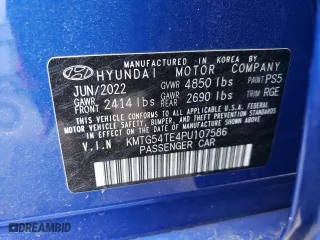 MANUFACTURED IN KOREA BY
HYUNDAI MOTOR COMPANY
JUN/2022 GVWR 4850 lbs PAINT PS5
GAWR FRT 2414 lbs GAWR REAR 2690 lbs TRIM RGE
THIS VEHICLE CONFORMS TO ALL APPLICABLE U.S.A. FEDERAL
MOTOR VEHICLE SAFETY, BUMPER, AND THEFT PREVENTION
STANDARDS IN EFFECT ON THE DATE OF MANUFACTURE SHOWN ABOVE.
V.I.N KMTG54TE4PU107586
PASSENGER CAR
© DREAMBID